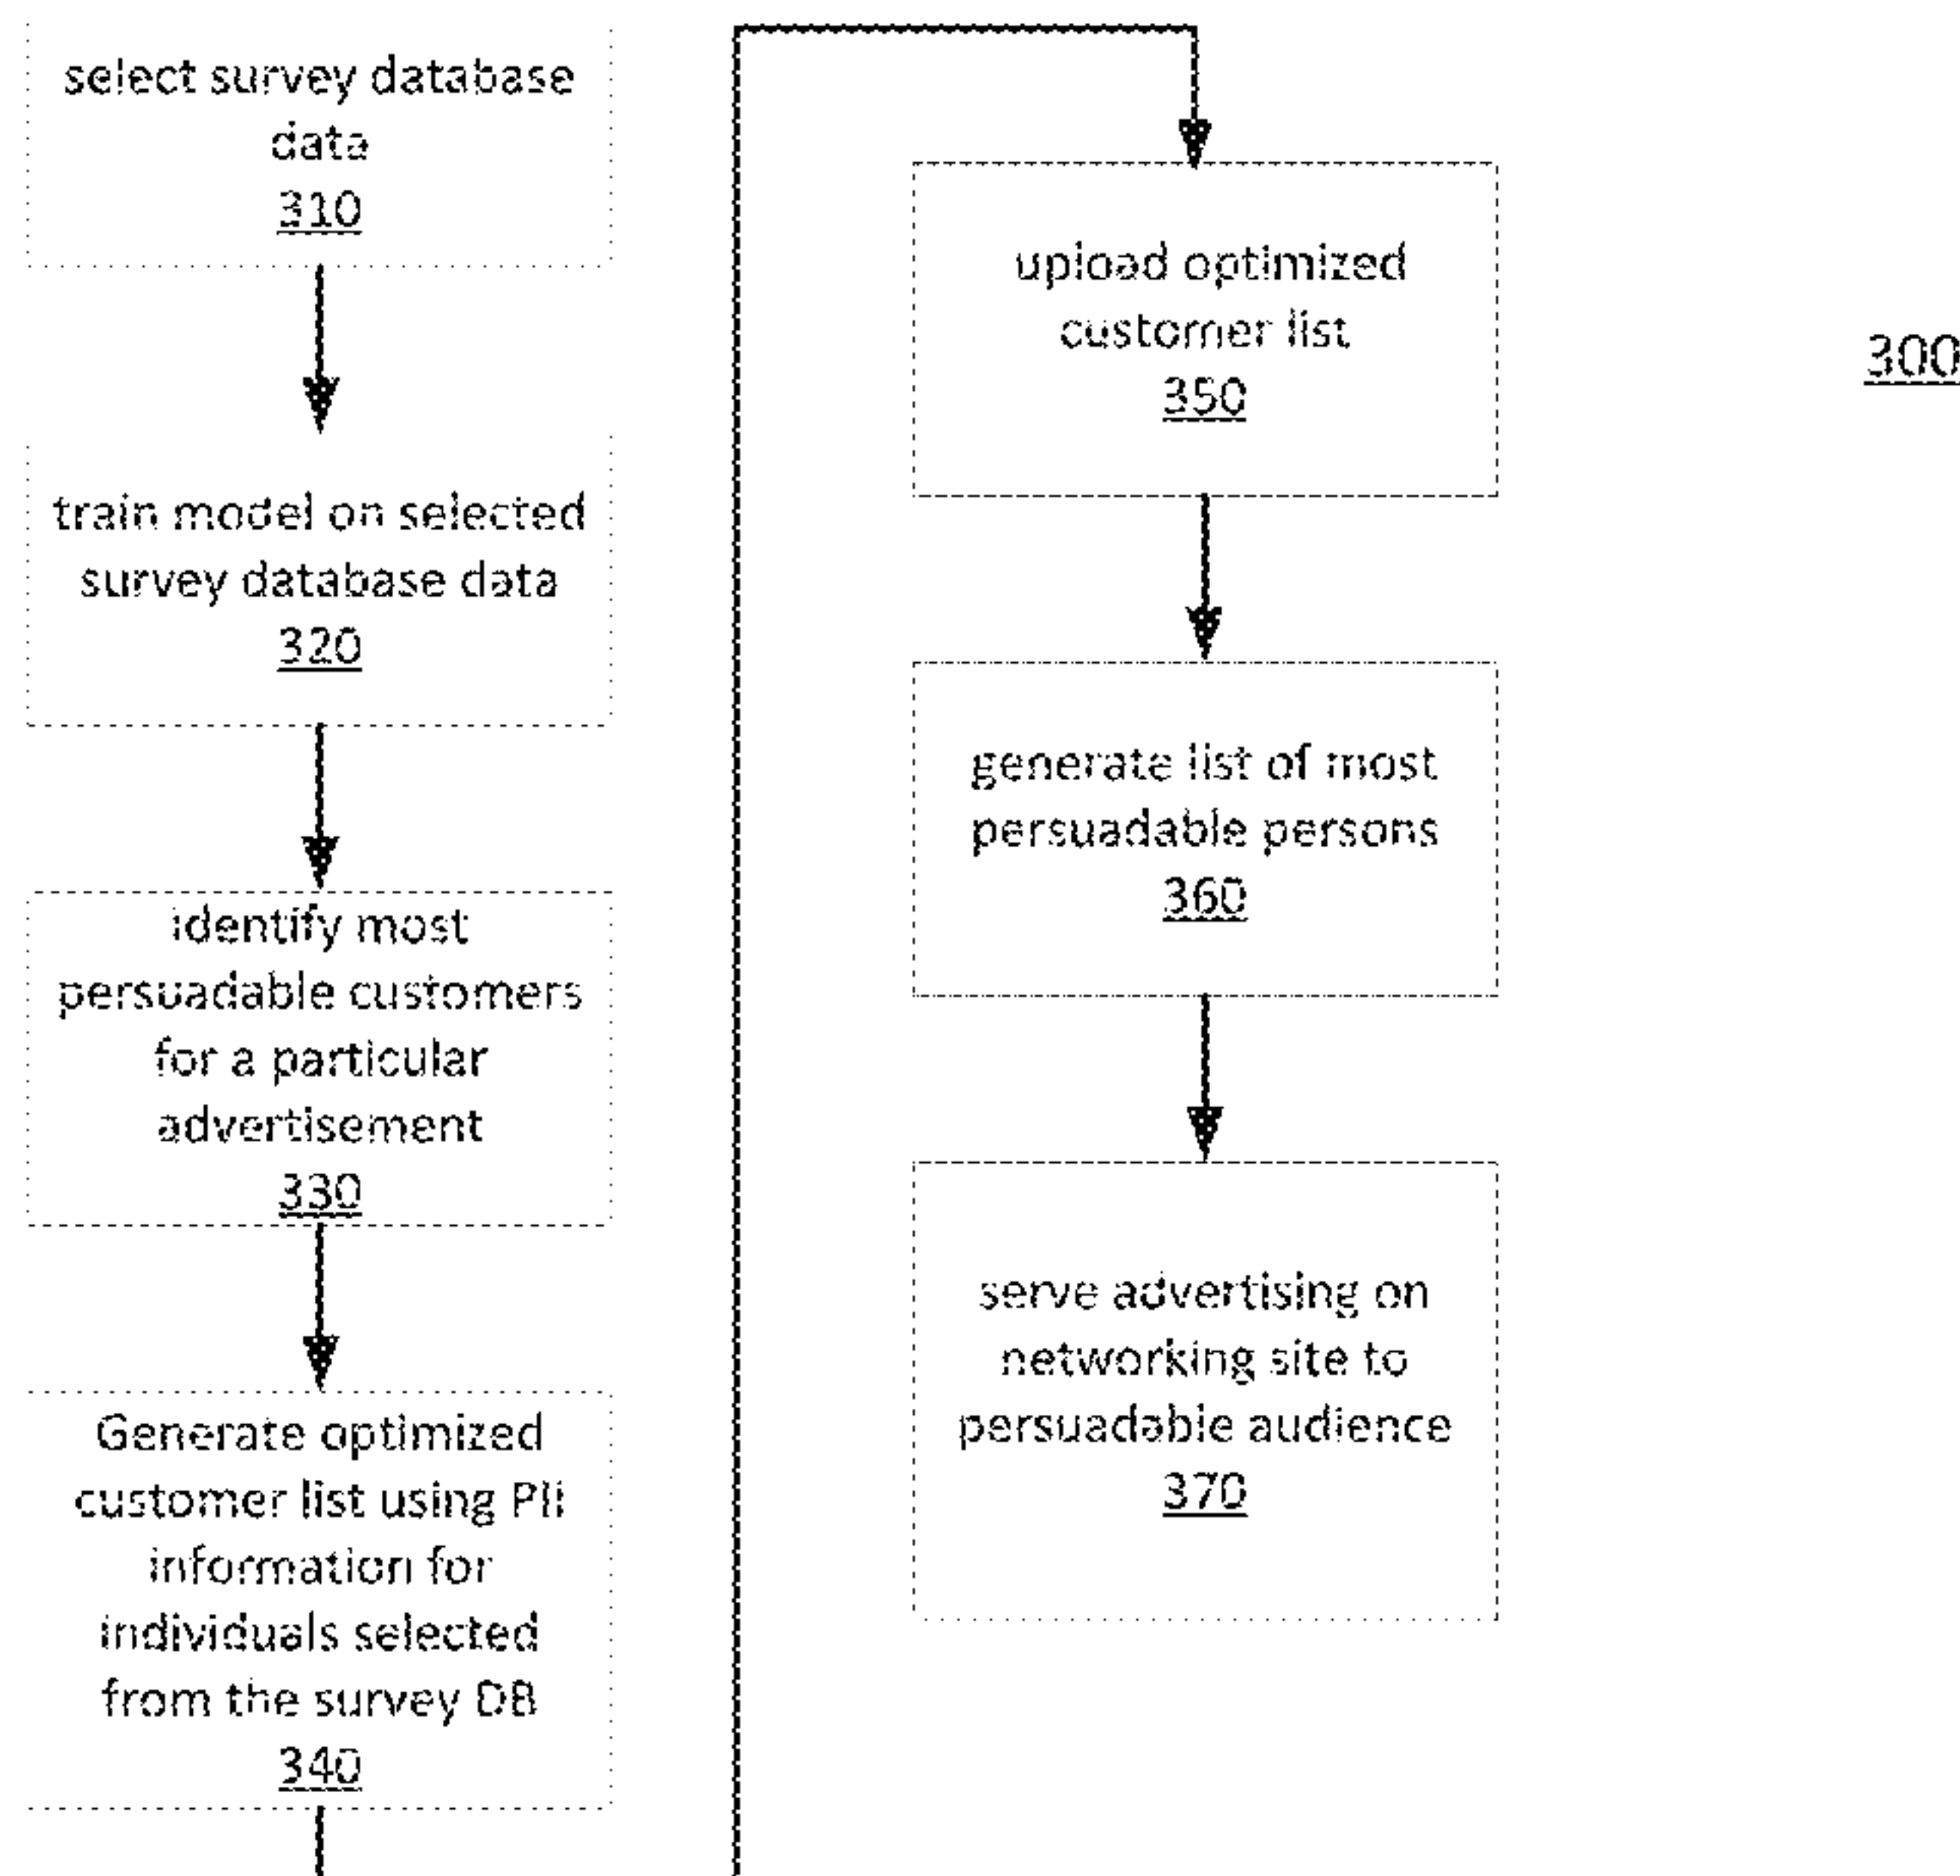 select survey database
data
310
train model on selected
survey database data
320
identify most
persuadable customers
for a particular
advertisement
330
Generate optimized
customer list using PII
information for
individuals selected
from the survey DB
340
upload optimized
customer list
350
generate list of most
persuadable persons
360
serve advertising on
networking site to
persuadable audience
370
300